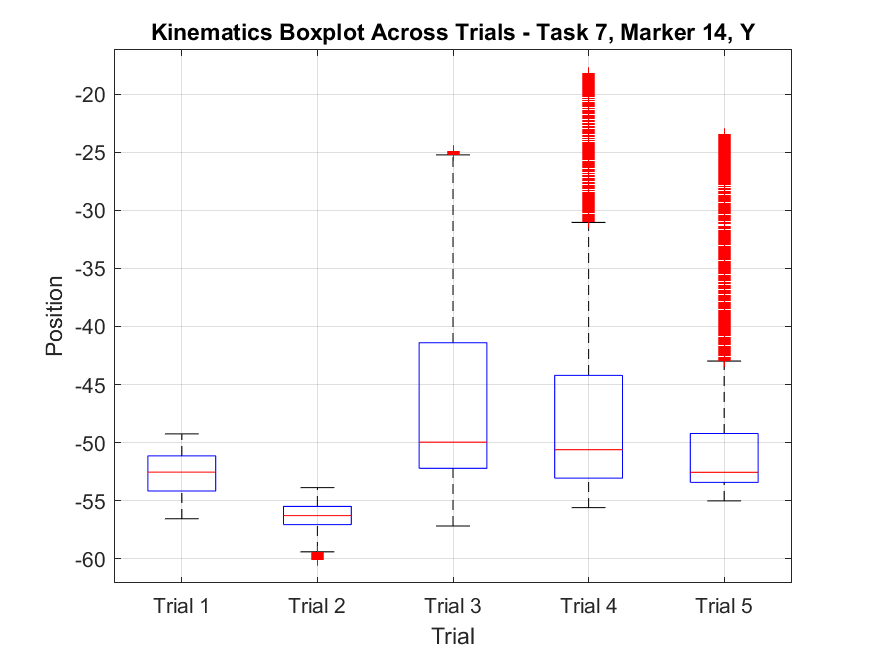 Kinematics Boxplot Across Trials - Task 7, Marker 14, Y
-20
-25
-30
-35
-40
-45
-50
-55
-60
Position
Trial 1 Trial 2 Trial 3 Trial 4 Trial 5
Trial